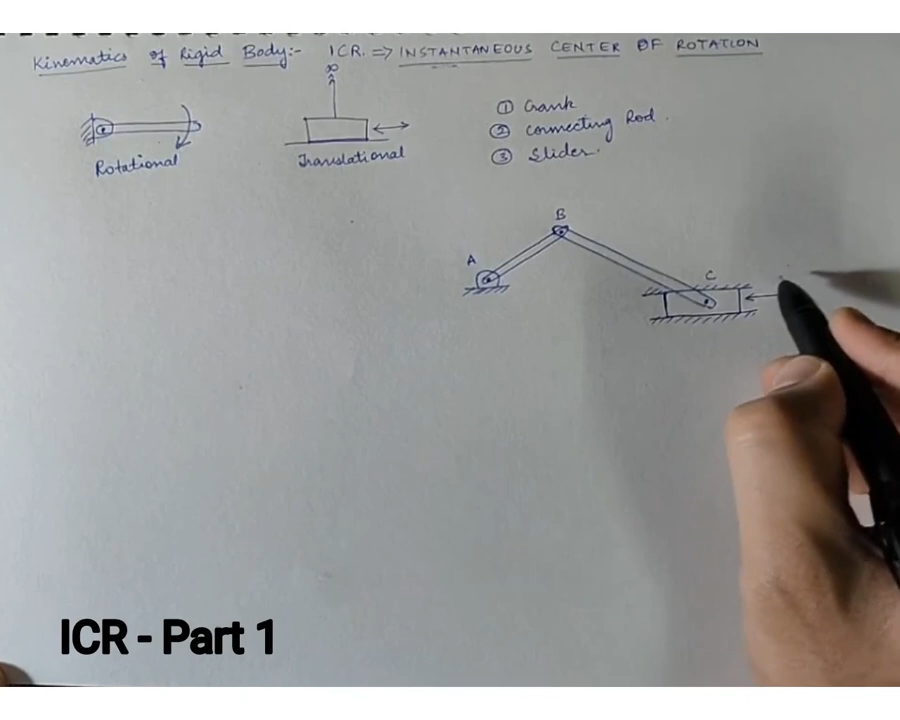 Kinematics of Rigid Body:- ICR. => INSTANTANEOUS CENTER OF ROTATION
∞
Rotational
Translational
① Crank
② Connecting Rod.
③ Slider.
A
B
C
ICR - Part 1